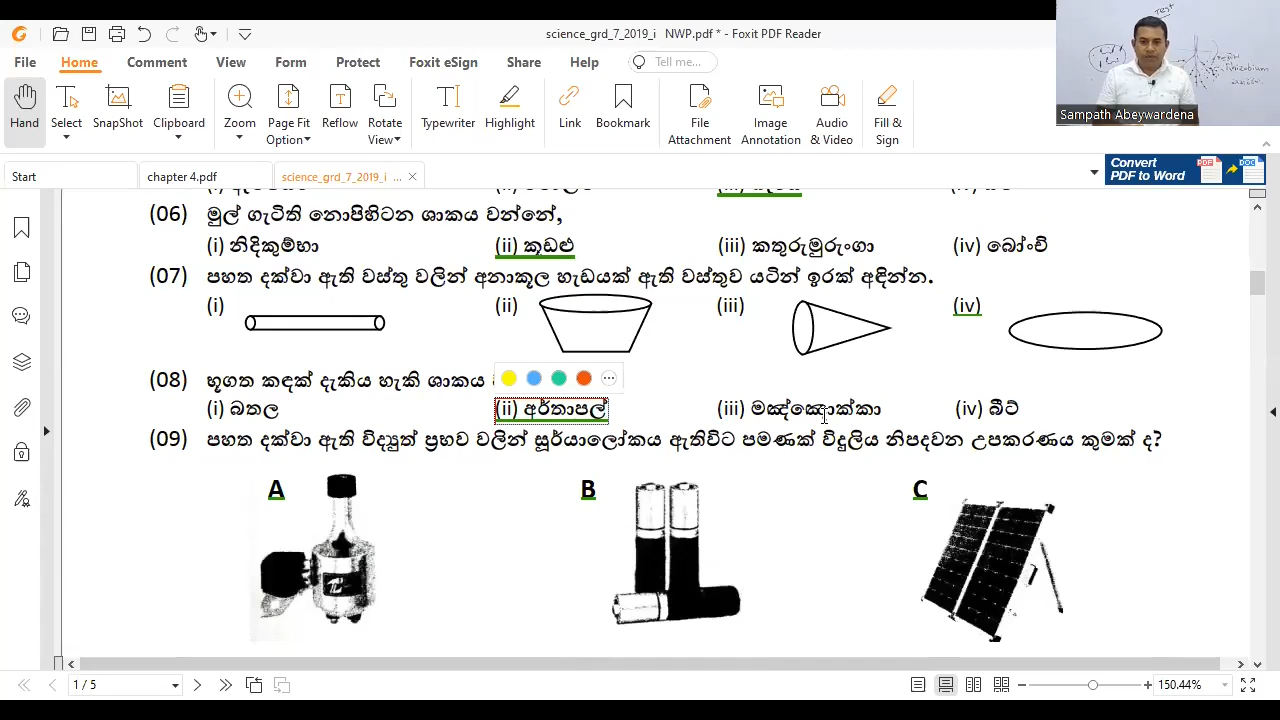 science_grd_7_2019_i NWP.pdf * - Foxit PDF Reader
File Home Comment View Form Protect Foxit eSign Share Help Tell me...
Hand Select SnapShot Clipboard Zoom Page Fit Option Reflow Rotate View Typewriter Highlight Link Bookmark File Attachment Image Annotation Audio & Video Fill & Sign
Test
Sampath Abeywardena
Start chapter 4.pdf science_grd_7_2019_i ... Convert PDF to Word
(06) මුල් ගැටිති නොපිහිටන ශාකය වන්නේ,
(i) නිදිකුම්භා (ii) කූඩළු (iii) කතුරුමුරුංගා (iv) බෝංචි
(07) පහත දක්වා ඇති වස්තු වලින් අනාකූල හැඩයක් ඇති වස්තුව යටින් ඉරක් අඳින්න.
(i) (ii) (iii) (iv)
(08) භූගත කඳක් දැකිය හැකි ශාකය
(i) බතල (ii) අර්තාපල් (iii) මඤ්ඤොක්කා (iv) බීට්
(09) පහත දක්වා ඇති විද්‍යුත් ප්‍රභව වලින් සූර්යාලෝකය ඇතිවිට පමණක් විදුලිය නිපදවන උපකරණය කුමක් ද?
A B C
1 / 5 150.44%